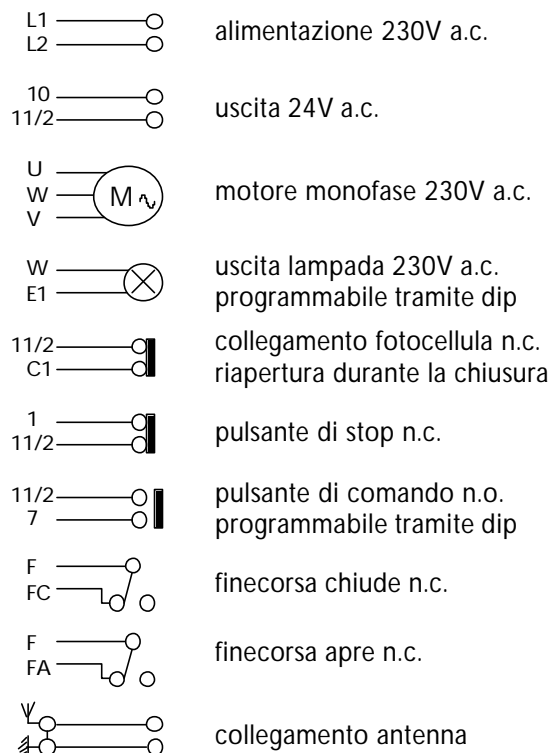 L1
L2
alimentazione 230V a.c.
10
11/2
uscita 24V a.c.
U
W
V
M
motore monofase 230V a.c.
W
E1
uscita lampada 230V a.c.
programmabile tramite dip
11/2
C1
collegamento fotocellula n.c.
riapertura durante la chiusura
1
11/2
pulsante di stop n.c.
11/2
7
pulsante di comando n.o.
programmabile tramite dip
F
FC
finecorsa chiude n.c.
F
FA
finecorsa apre n.c.
collegamento antenna